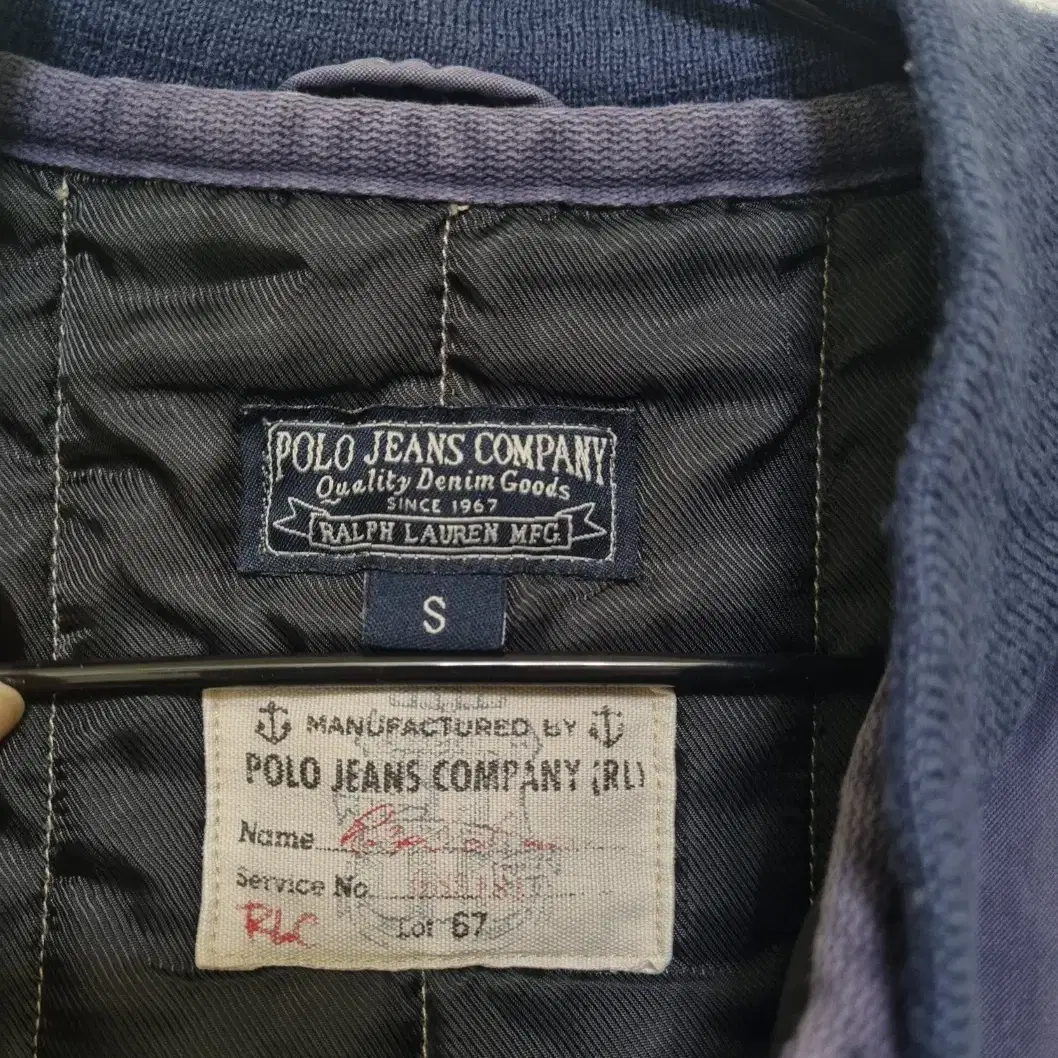 POLO JEANS COMPANY
Quality Denim Goods
SINCE 1967
RALPH LAUREN MFG.
S
MANUFACTURED BY
POLO JEANS COMPANY (RL)
Name
Service No
RLC
Lot 67